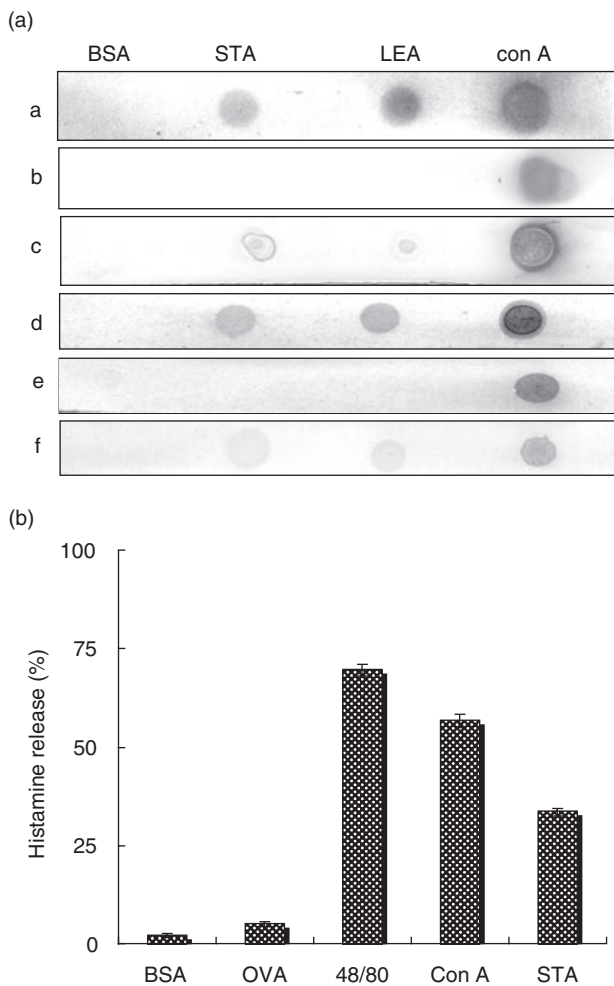 (a)
BSA STA LEA con A
a
b
c
d
e
f
(b)
100
75
50
25
0
Histamine release (%)
BSA OVA 48/80 Con A STA